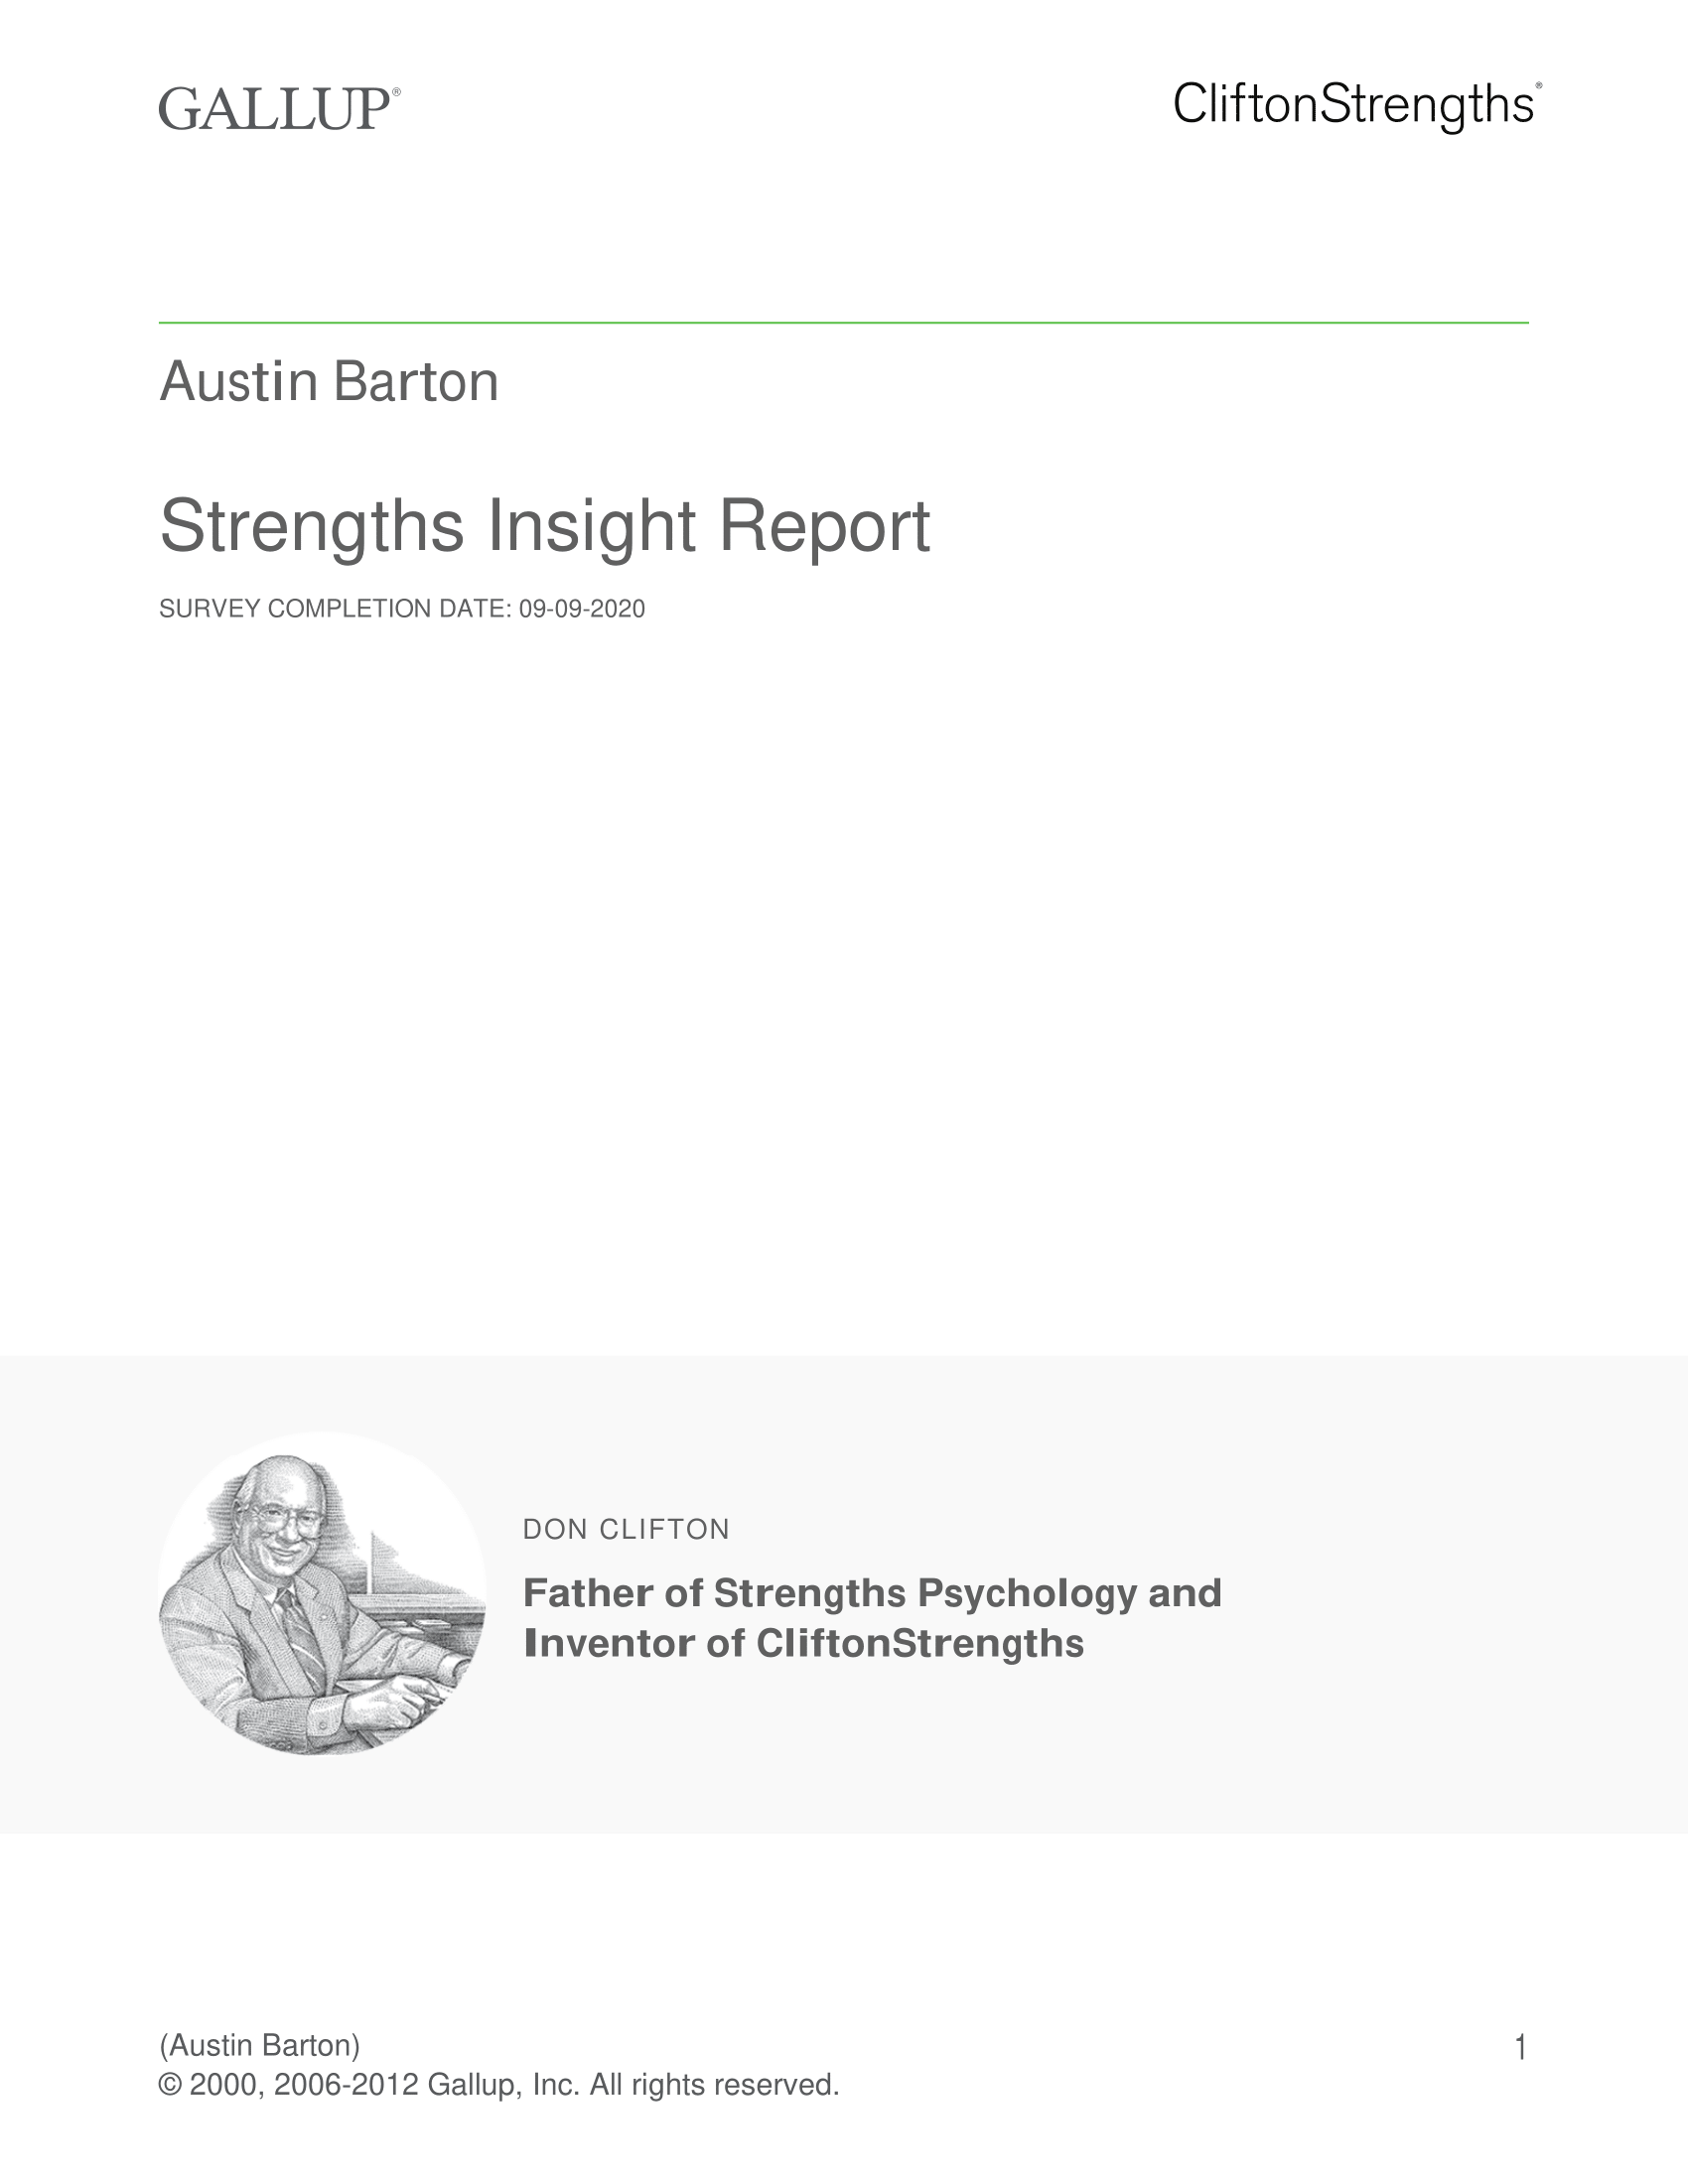 GALLUP®
CliftonStrengths®
Austin Barton
Strengths Insight Report
SURVEY COMPLETION DATE: 09-09-2020
DON CLIFTON
Father of Strengths Psychology and
Inventor of CliftonStrengths
(Austin Barton)
1
© 2000, 2006-2012 Gallup, Inc. All rights reserved.